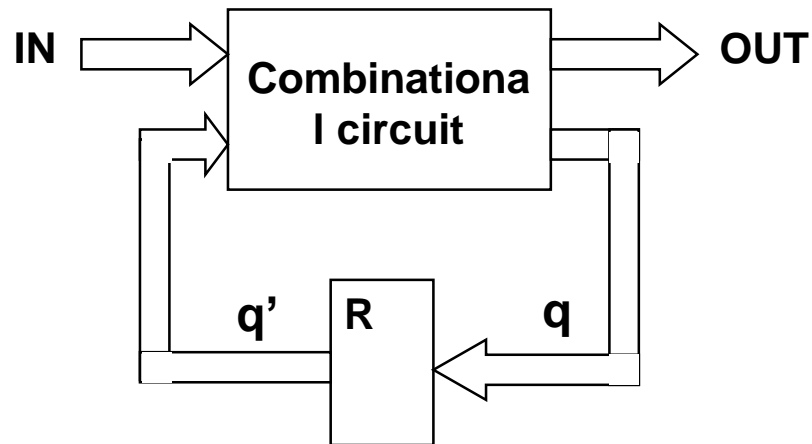 IN
Combinationa
l circuit
OUT
q’
R
q